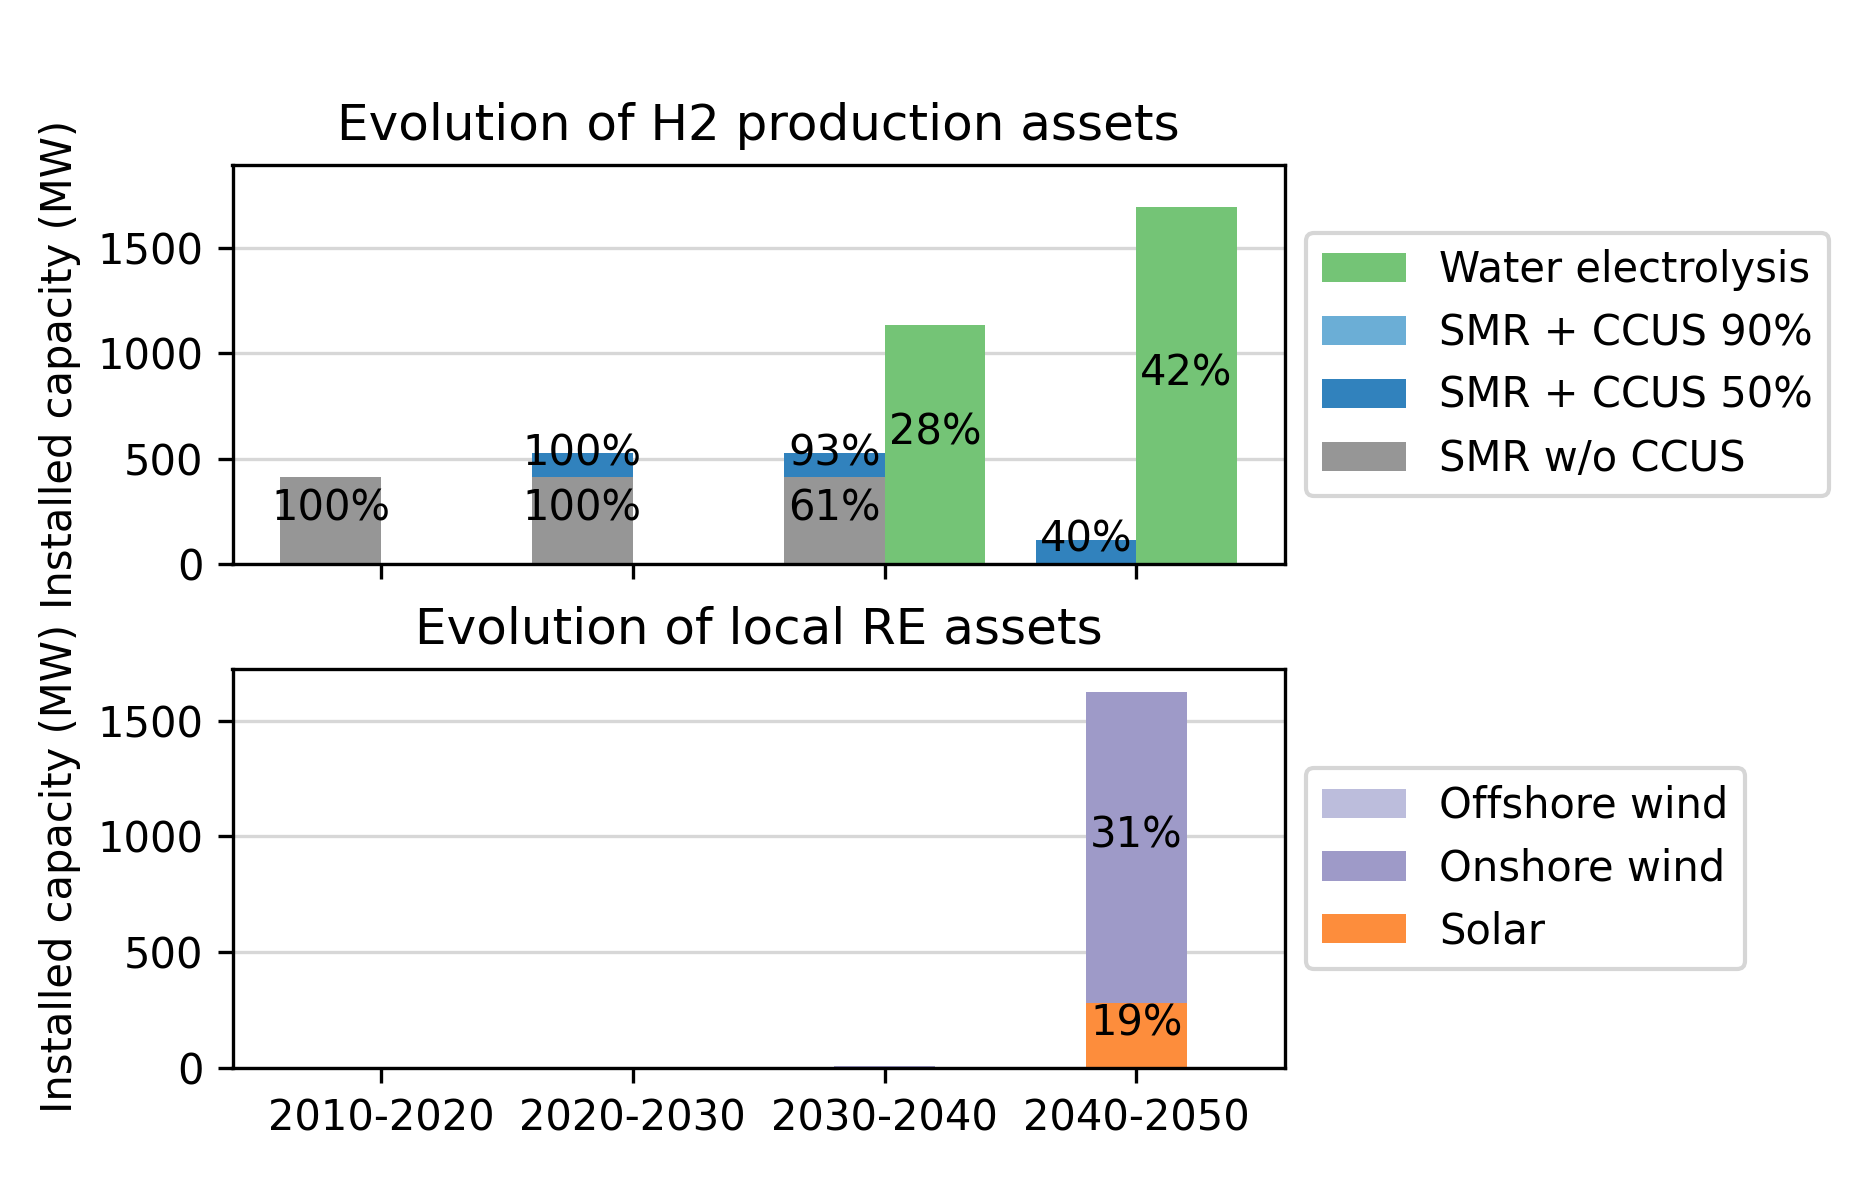 Evolution of H2 production assets
Installed capacity (MW)
1500
1000
500
0
100%
100%
100%
93%
61%
28%
40%
42%
Water electrolysis
SMR + CCUS 90%
SMR + CCUS 50%
SMR w/o CCUS
Evolution of local RE assets
Installed capacity (MW)
1500
1000
500
0
31%
19%
Offshore wind
Onshore wind
Solar
2010-2020 2020-2030 2030-2040 2040-2050